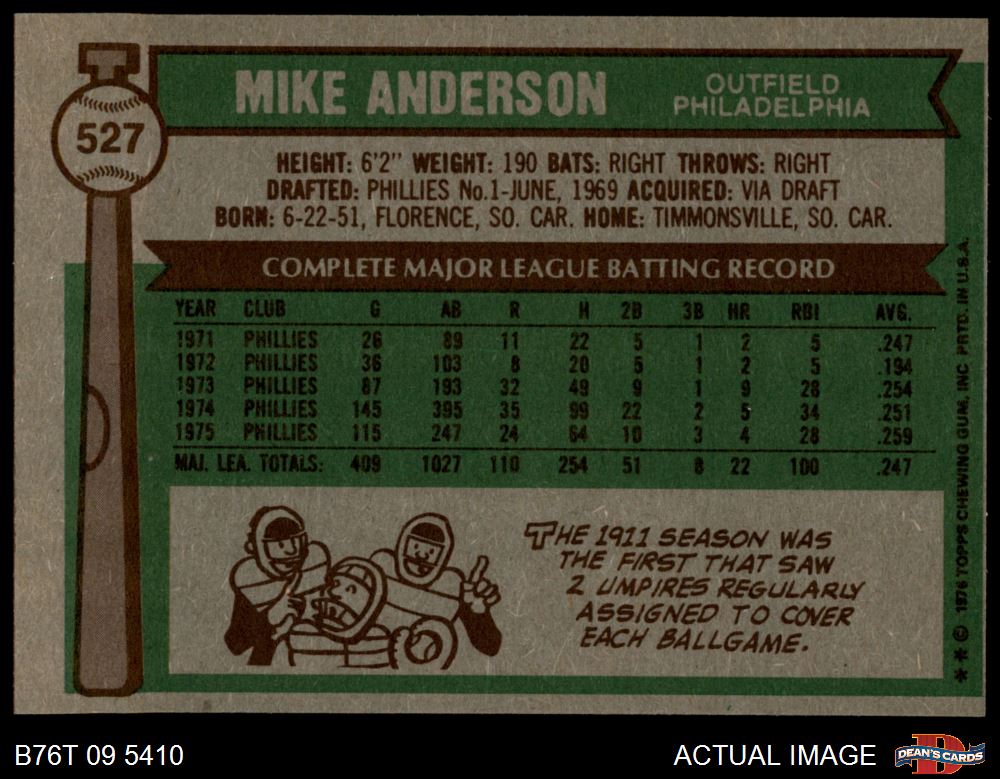 527
MIKE ANDERSON
OUTFIELD
PHILADELPHIA
HEIGHT: 6'2" WEIGHT: 190 BATS: RIGHT THROWS: RIGHT
DRAFTED: PHILLIES No.1-JUNE, 1969 ACQUIRED: VIA DRAFT
BORN: 6-22-51, FLORENCE, SO. CAR. HOME: TIMMONSVILLE, SO. CAR.
COMPLETE MAJOR LEAGUE BATTING RECORD
YEAR CLUB G AB R H 2B 3B HR RBI AVG.
1971 PHILLIES 26 89 11 22 5 1 2 5 .247
1972 PHILLIES 36 103 8 20 5 1 2 5 .194
1973 PHILLIES 87 193 32 49 9 1 9 28 .254
1974 PHILLIES 145 395 35 99 22 2 5 34 .251
1975 PHILLIES 115 247 24 64 10 3 4 28 .259
MAJ. LEA. TOTALS: 409 1027 110 254 51 8 22 100 .247
THE 1911 SEASON WAS
THE FIRST THAT SAW
2 UMPIRES REGULARLY
ASSIGNED TO COVER
EACH BALLGAME.
** © 1976 TOPPS CHEWING GUM, INC PRTD. IN U.S.A.
B76T 09 5410
ACTUAL IMAGE
D
DEAN'S CARDS